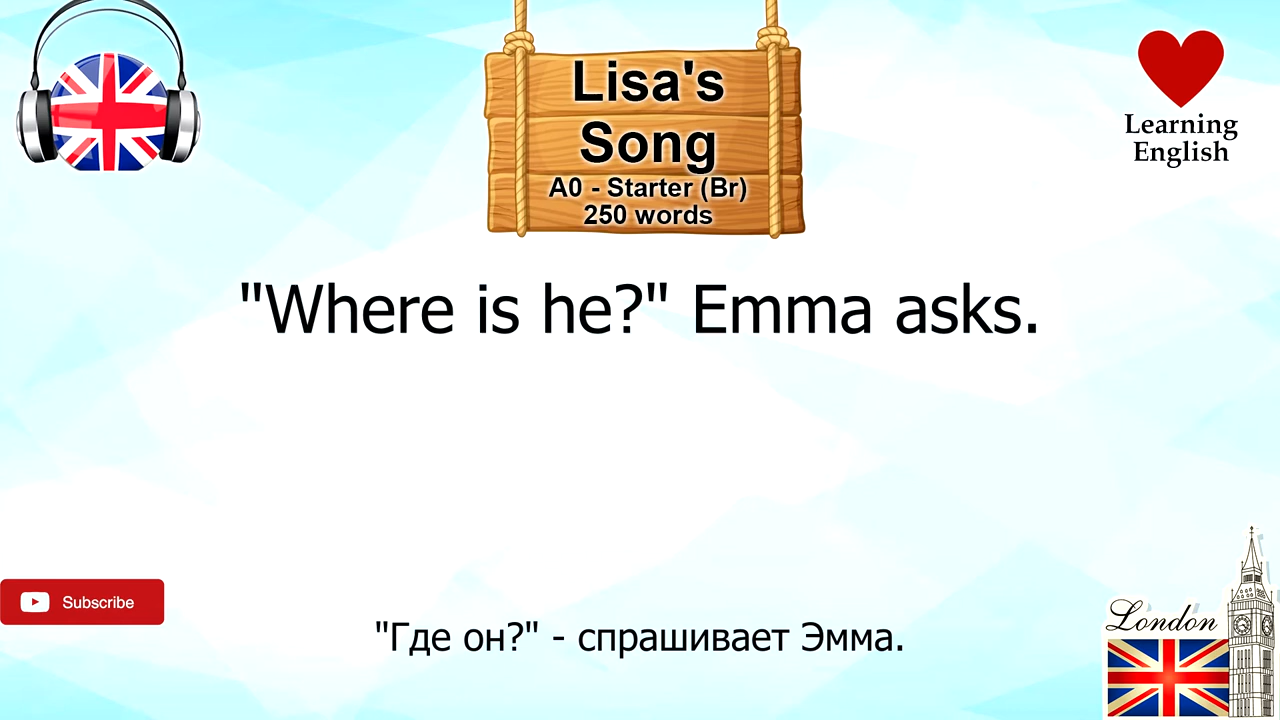 Lisa's
Song
A0 - Starter (Br)
250 words
Learning
English
"Where is he?" Emma asks.
Subscribe
"Где он?" - спрашивает Эмма.
London